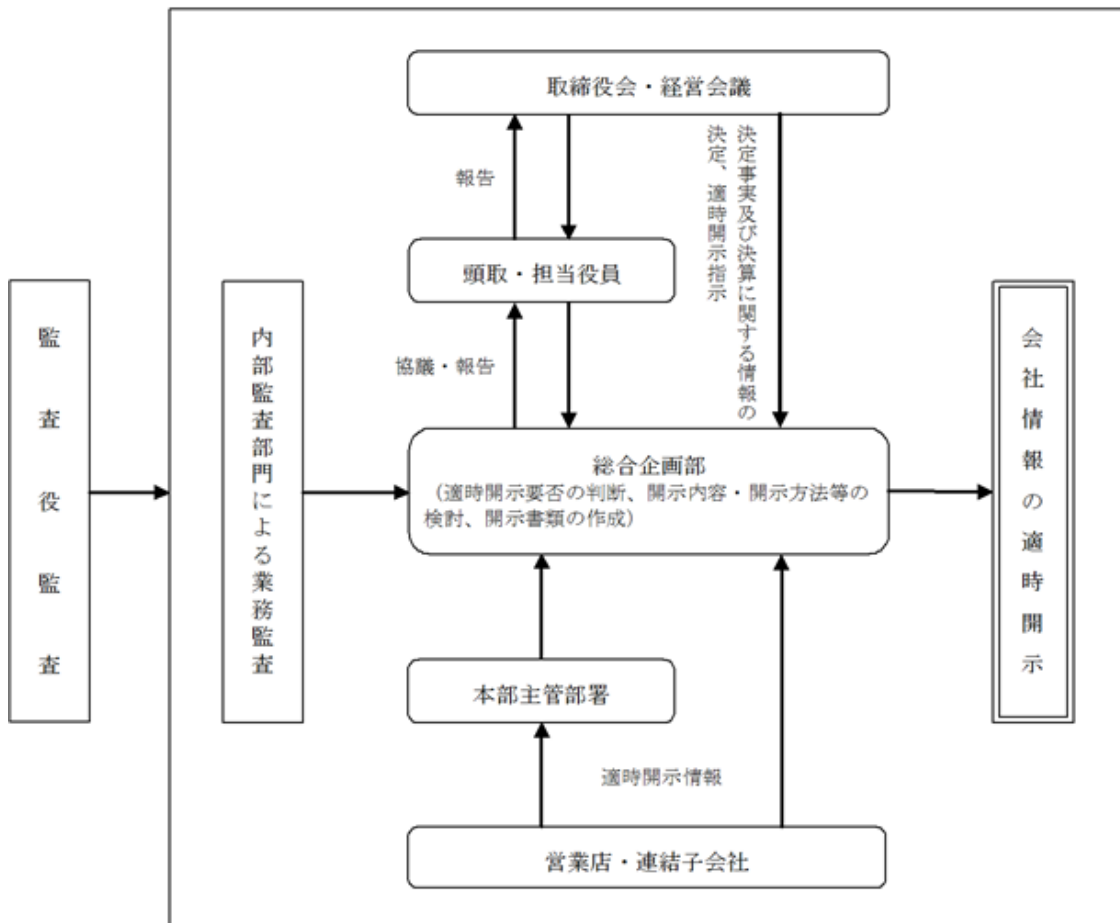 取締役会・経営会議
報告
決定事実及び決算に関する情報の
決定、適時開示指示
頭取・担当役員
協議・報告
監査役監査
内部監査部門による業務監査
総合企画部
（適時開示要否の判断、開示内容・開示方法等の
検討、開示書類の作成）
会社情報の適時開示
本部主管部署
適時開示情報
営業店・連結子会社